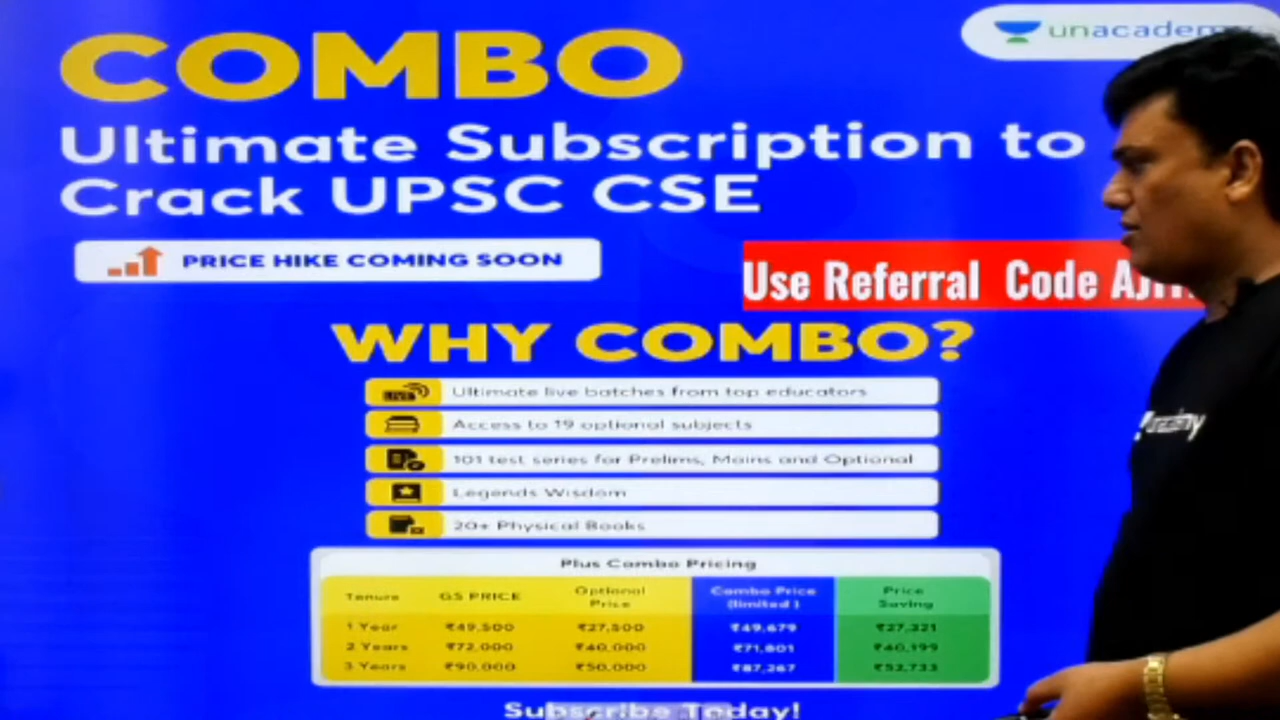 COMBO
unacademy
Ultimate Subscription to
Crack UPSC CSE
PRICE HIKE COMING SOON
Use Referral Code
WHY COMBO?
LIVE
Ultimate live batches from top educators
Access to 19 optional subjects
101 test series for Prelims, Mains and Optional
Legends Wisdom
20+ Physical Books
Plus Combo Pricing
Tenure GS PRICE Optional Price Combo Price (limited ) Price Saving
1 Year ₹49,500 ₹27,500 ₹49,679 ₹27,321
2 Years ₹72,000 ₹40,000 ₹71,801 ₹40,199
3 Years ₹90,000 ₹50,000 ₹87,267 ₹52,733
Subscribe Today!